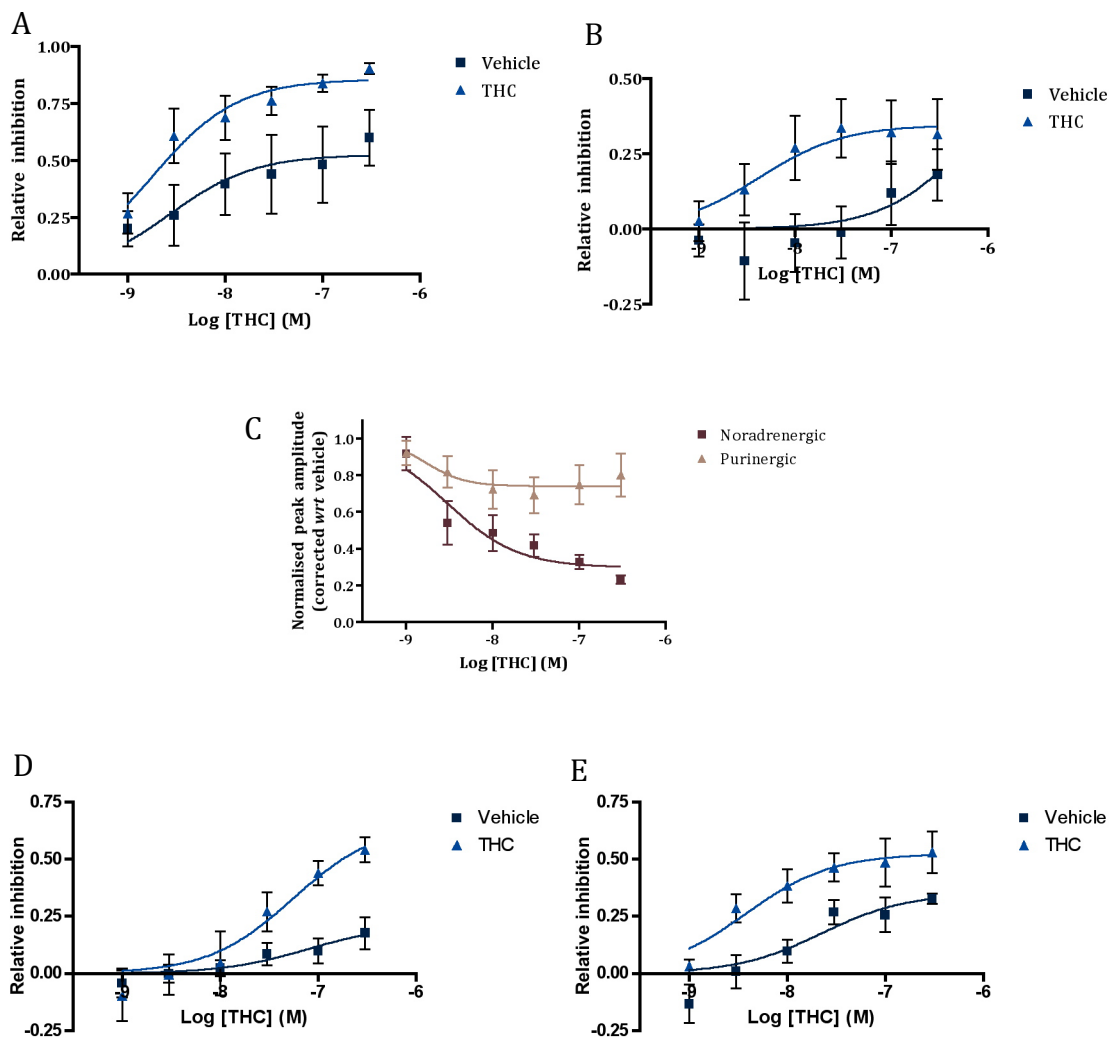 A
1.00
0.75
0.50
0.25
0.00
Relative inhibition
-9
-8
-7
-6
Log [THC] (M)
Vehicle
THC
B
0.50
0.25
0.00
-0.25
Relative inhibition
-9
-8
-7
-6
Log [THC] (M)
Vehicle
THC
C
Normalised peak amplitude
(corrected wrt vehicle)
1.0
0.8
0.6
0.4
0.2
0.0
-9
-8
-7
-6
Log [THC] (M)
Noradrenergic
Purinergic
D
0.75
0.50
0.25
0.00
-0.25
Relative inhibition
-9
-8
-7
-6
Log [THC] (M)
Vehicle
THC
E
0.75
0.50
0.25
0.00
-0.25
Relative inhibition
-9
-8
-7
-6
Log [THC] (M)
Vehicle
THC